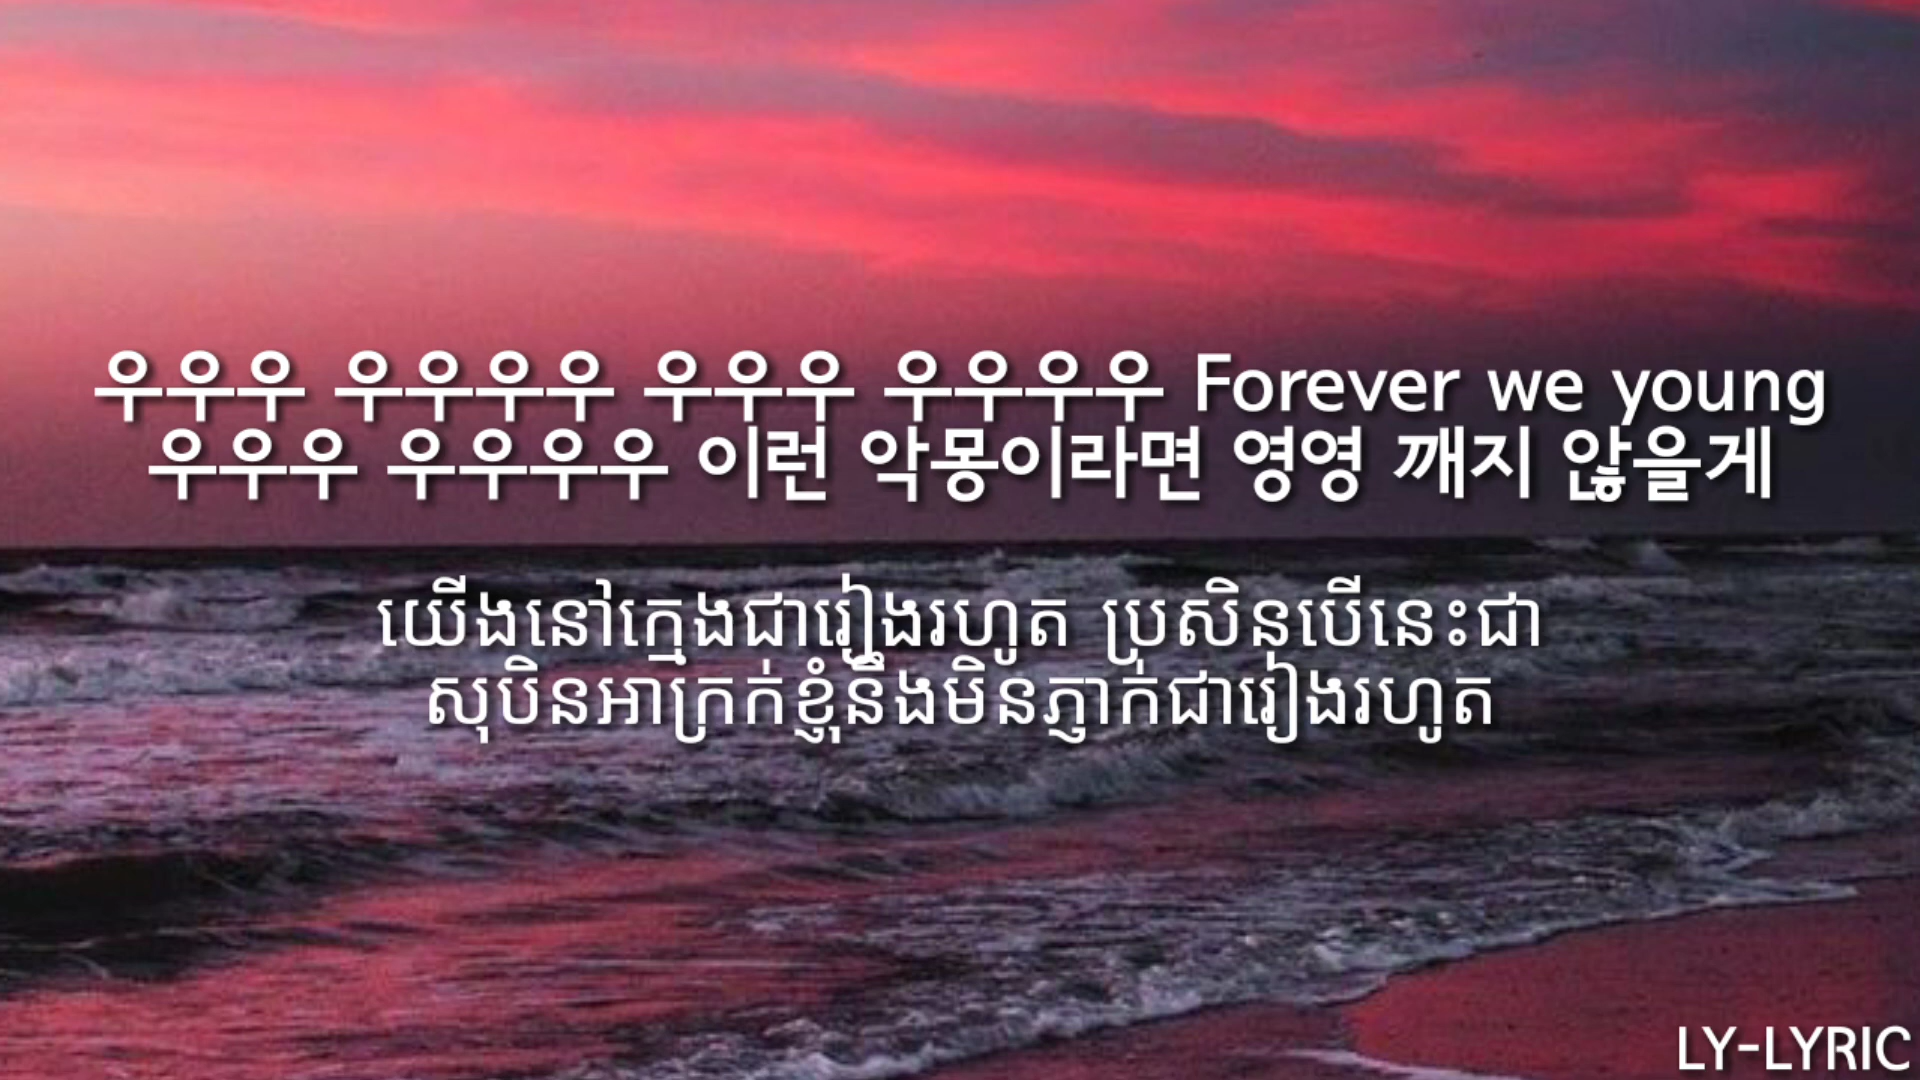 우우우 우우우우 우우우 우우우우 Forever we young
우우우 우우우우 이런 악몽이라면 영영 깨지 않을게
យើងនៅក្មេងជារៀងរហូត ប្រសិនបើនេះជា
សុបិនអាក្រក់ខ្ញុំនឹងមិនភ្ញាក់ជារៀងរហូត
LY-LYRIC